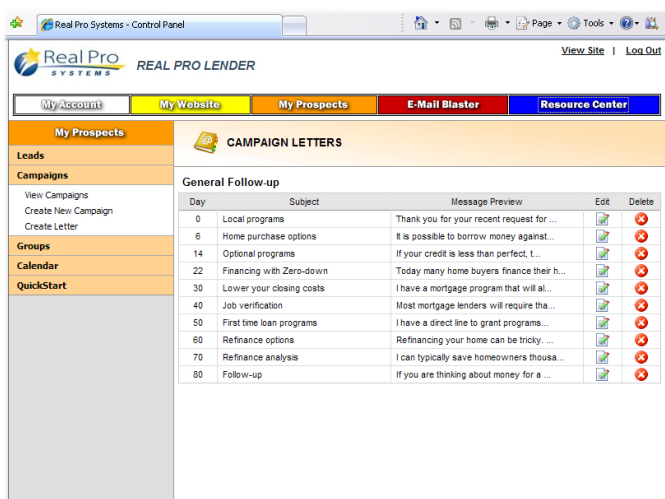 Real Pro Systems - Control Panel
Page
Tools
Real Pro
SYSTEMS
REAL PRO LENDER
View Site | Log Out
My Account
My Website
My Prospects
E-Mail Blaster
Resource Center
My Prospects
Leads
Campaigns
View Campaigns
Create New Campaign
Create Letter
Groups
Calendar
QuickStart
CAMPAIGN LETTERS
General Follow-up
Day Subject Message Preview Edit Delete
0 Local programs Thank you for your recent request for ...
6 Home purchase options It is possible to borrow money against...
14 Optional programs If your credit is less than perfect, t...
22 Financing with Zero-down Today many home buyers finance their h...
30 Lower your closing costs I have a mortgage program that will al...
40 Job verification Most mortgage lenders will require tha...
50 First time loan programs I have a direct line to grant programs...
60 Refinance options Refinancing your home can be tricky. ...
70 Refinance analysis I can typically save homeowners thousa...
80 Follow-up If you are thinking about money for a ...